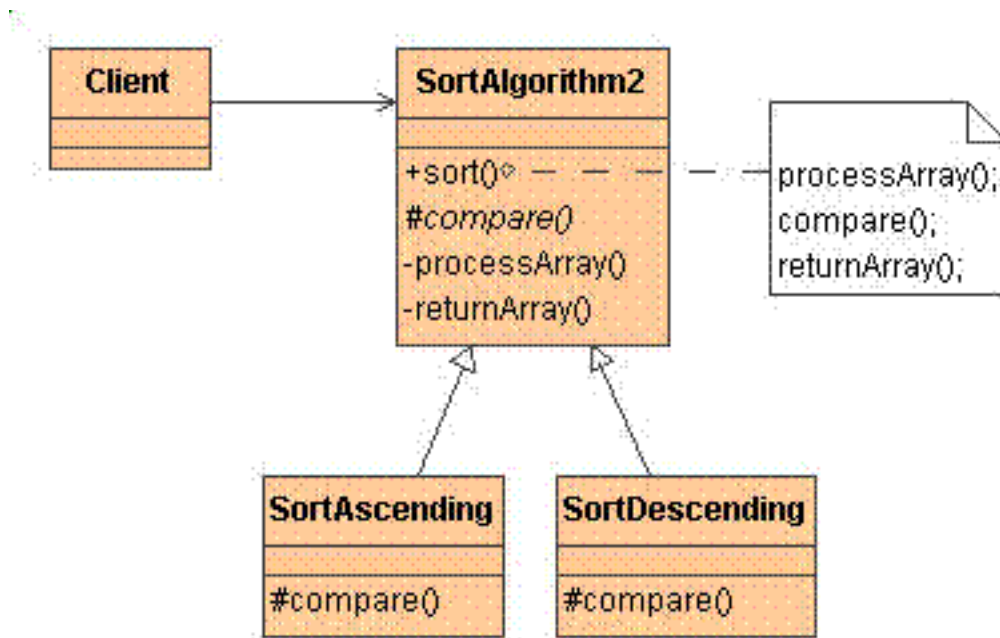 Client
SortAlgorithm2
+sort()
#compare()
-processArray()
-returnArray()
processArray();
compare();
returnArray();
SortAscending
#compare()
SortDescending
#compare()